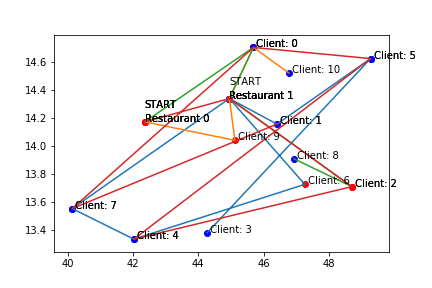 Client: 0
Client: 5
Client: 10
START
Restaurant 1
START
Restaurant 0
Client: 1
Client: 9
Client: 8
Client: 6
Client: 2
Client: 7
Client: 4
Client: 3
14.6
14.4
14.2
14.0
13.8
13.6
13.4
40
42
44
46
48